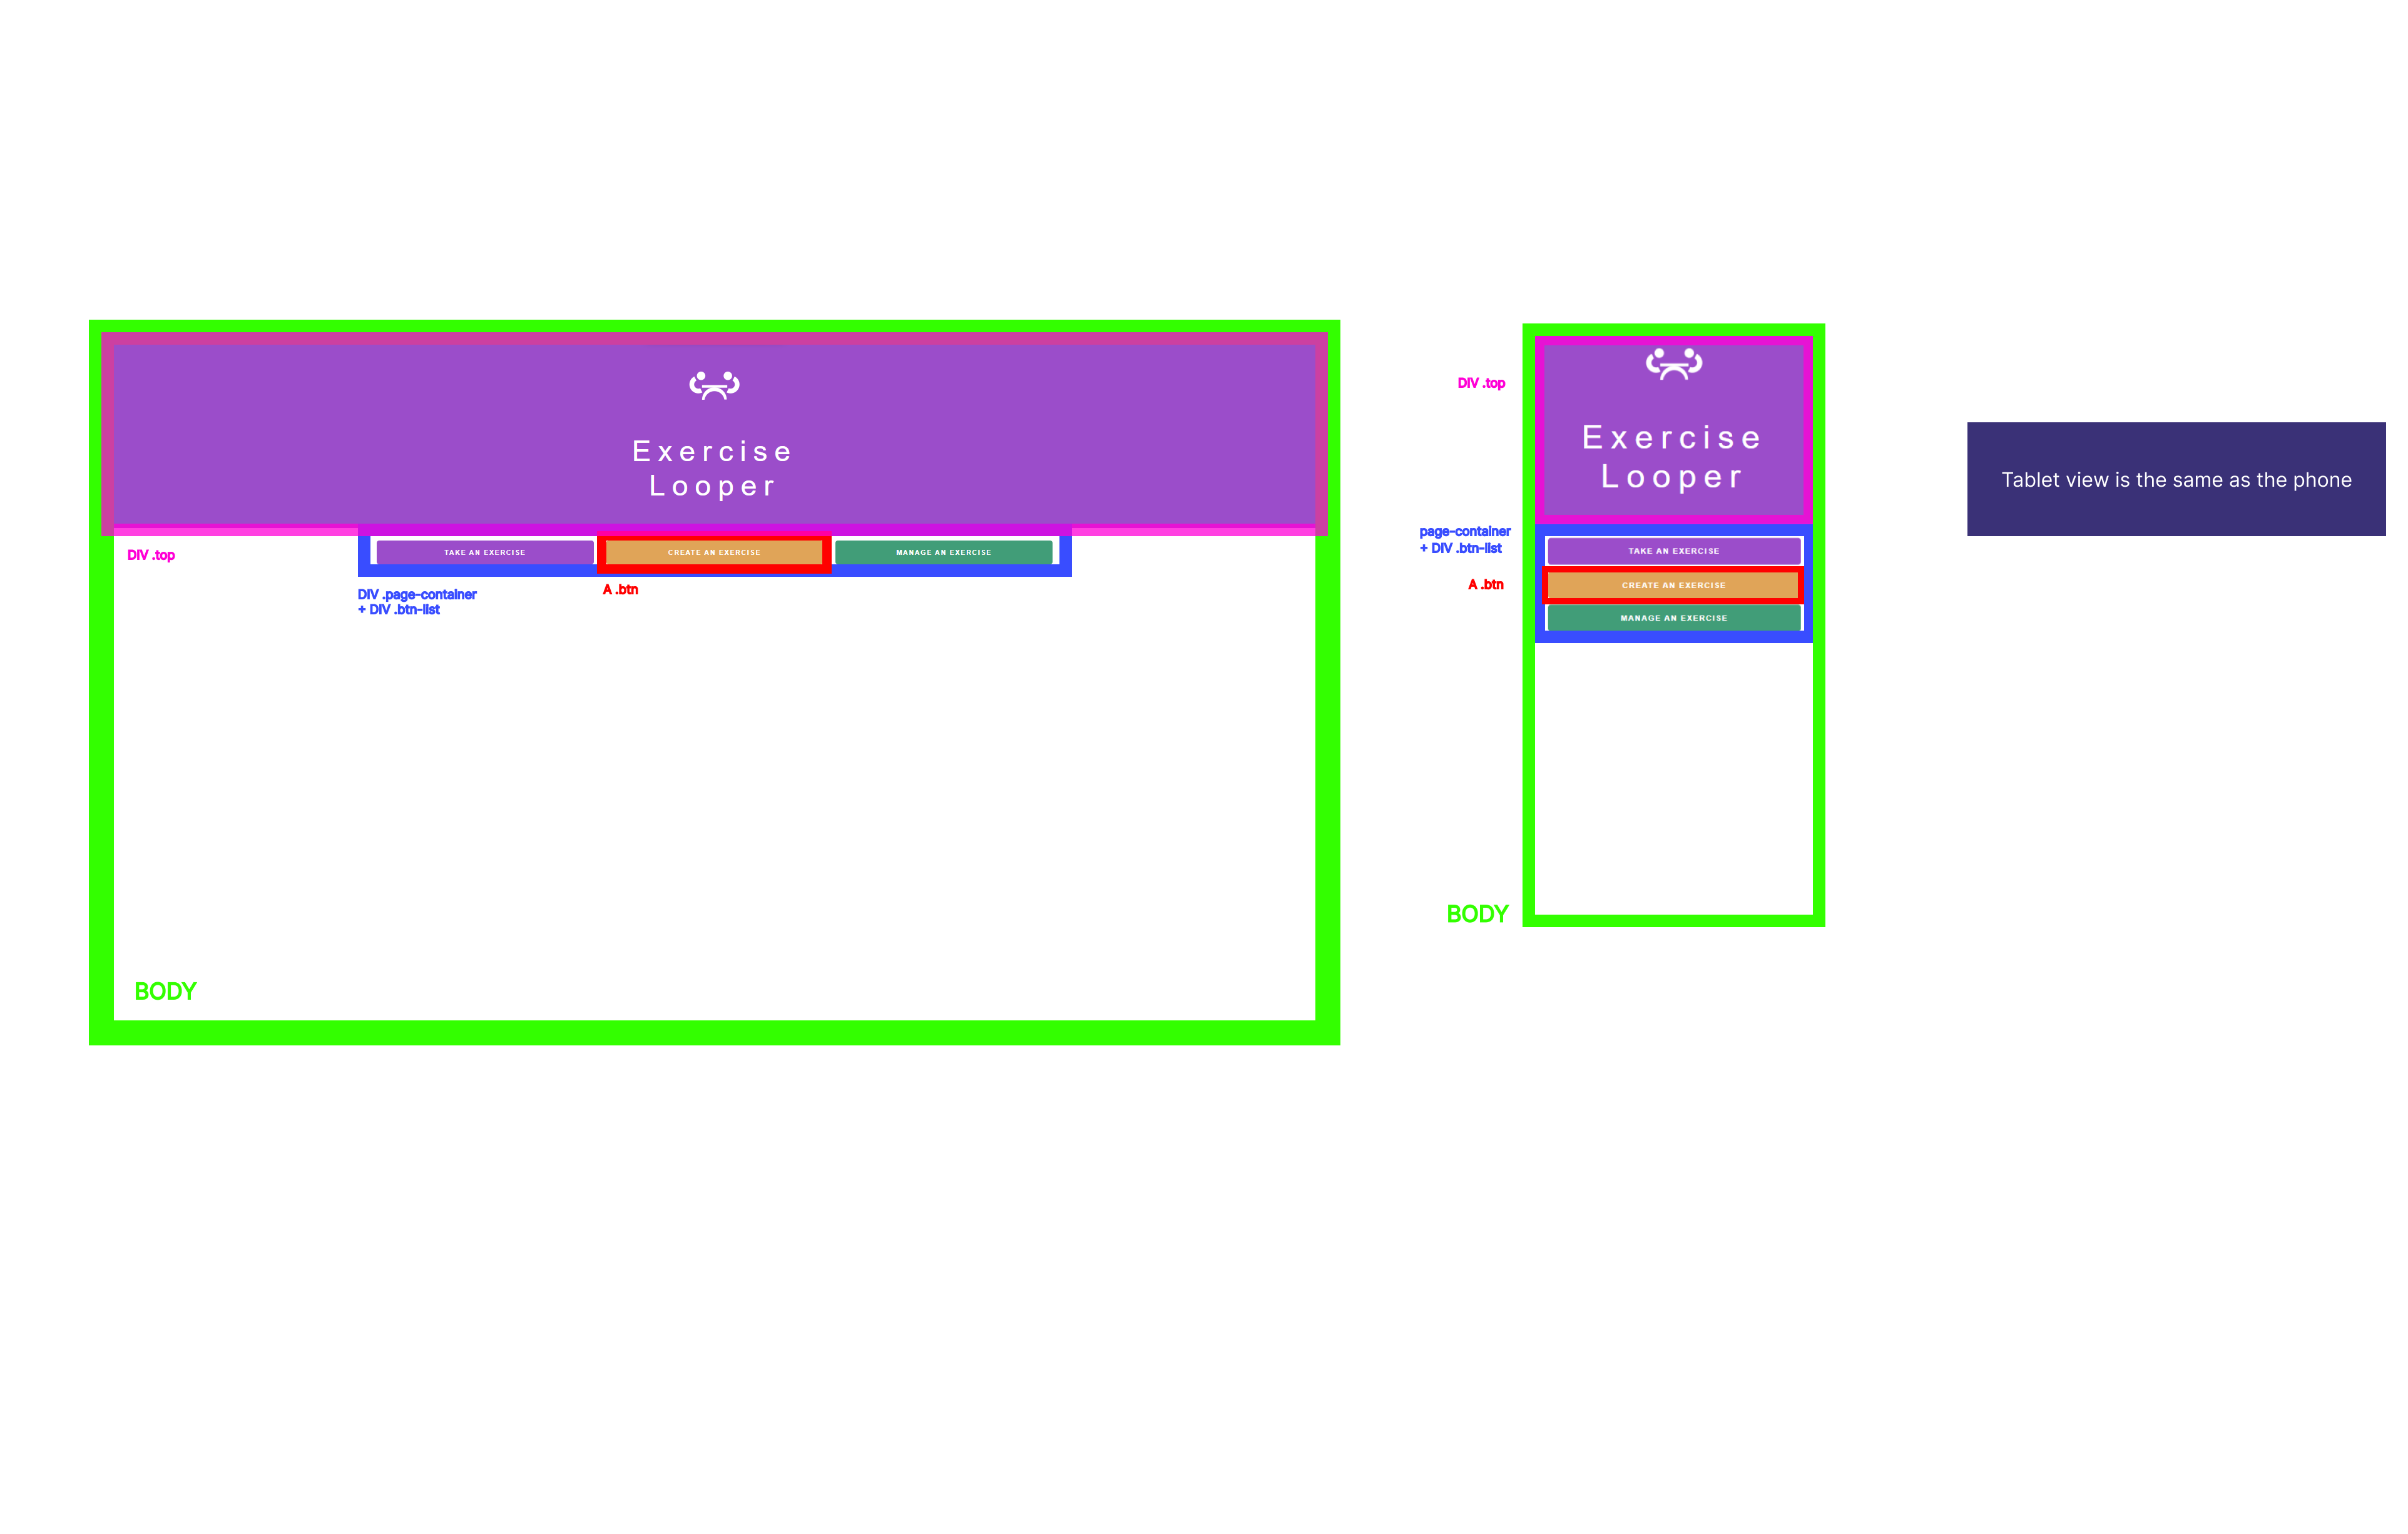 Exercise
Looper
TAKE AN EXERCISE
CREATE AN EXERCISE
MANAGE AN EXERCISE
DIV .top
DIV .page-container
+ DIV .btn-list
A .btn
BODY
DIV .top
Exercise
Looper
page-container
+ DIV .btn-list
TAKE AN EXERCISE
A .btn
CREATE AN EXERCISE
MANAGE AN EXERCISE
BODY
Tablet view is the same as the phone